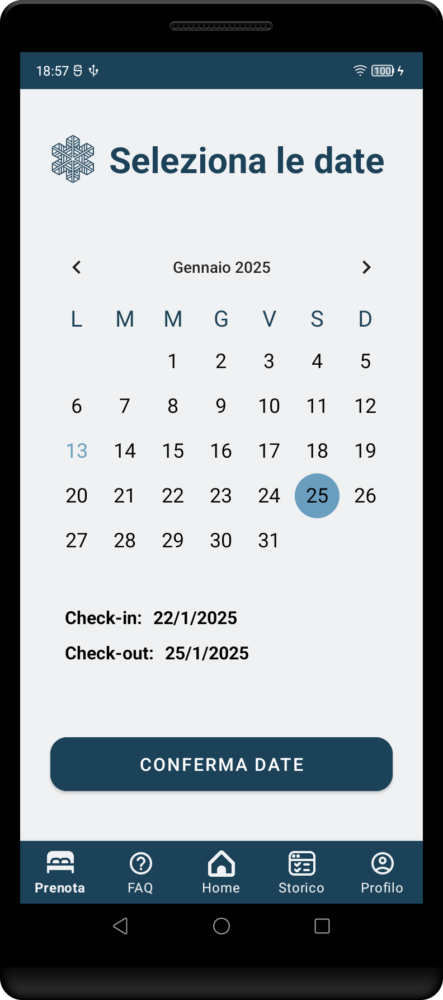 18:57 100
Seleziona le date
Gennaio 2025
L M M G V S D
1 2 3 4 5
6 7 8 9 10 11 12
13 14 15 16 17 18 19
20 21 22 23 24 25 26
27 28 29 30 31
Check-in: 22/1/2025
Check-out: 25/1/2025
CONFERMA DATE
Prenota FAQ Home Storico Profilo